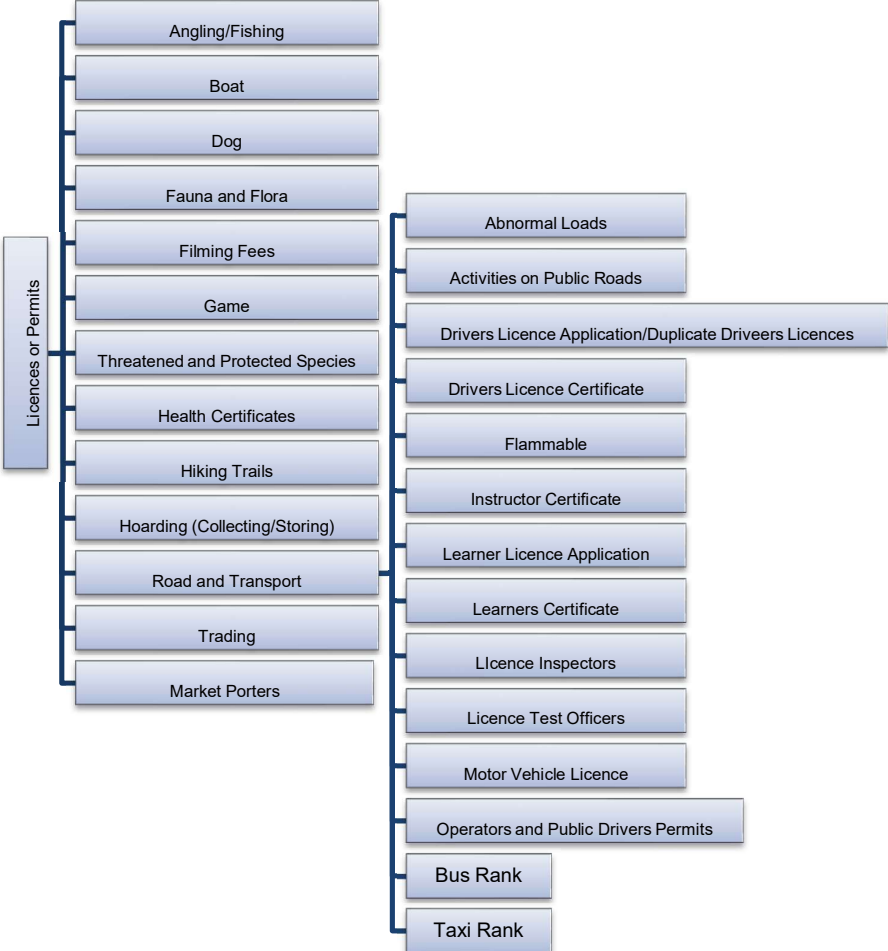 Licences or Permits
Angling/Fishing
Boat
Dog
Fauna and Flora
Filming Fees
Game
Threatened and Protected Species
Health Certificates
Hiking Trails
Hoarding (Collecting/Storing)
Road and Transport
Trading
Market Porters
Abnormal Loads
Activities on Public Roads
Drivers Licence Application/Duplicate Driveers Licences
Drivers Licence Certificate
Flammable
Instructor Certificate
Learner Licence Application
Learners Certificate
LIcence Inspectors
Licence Test Officers
Motor Vehicle Licence
Operators and Public Drivers Permits
Bus Rank
Taxi Rank